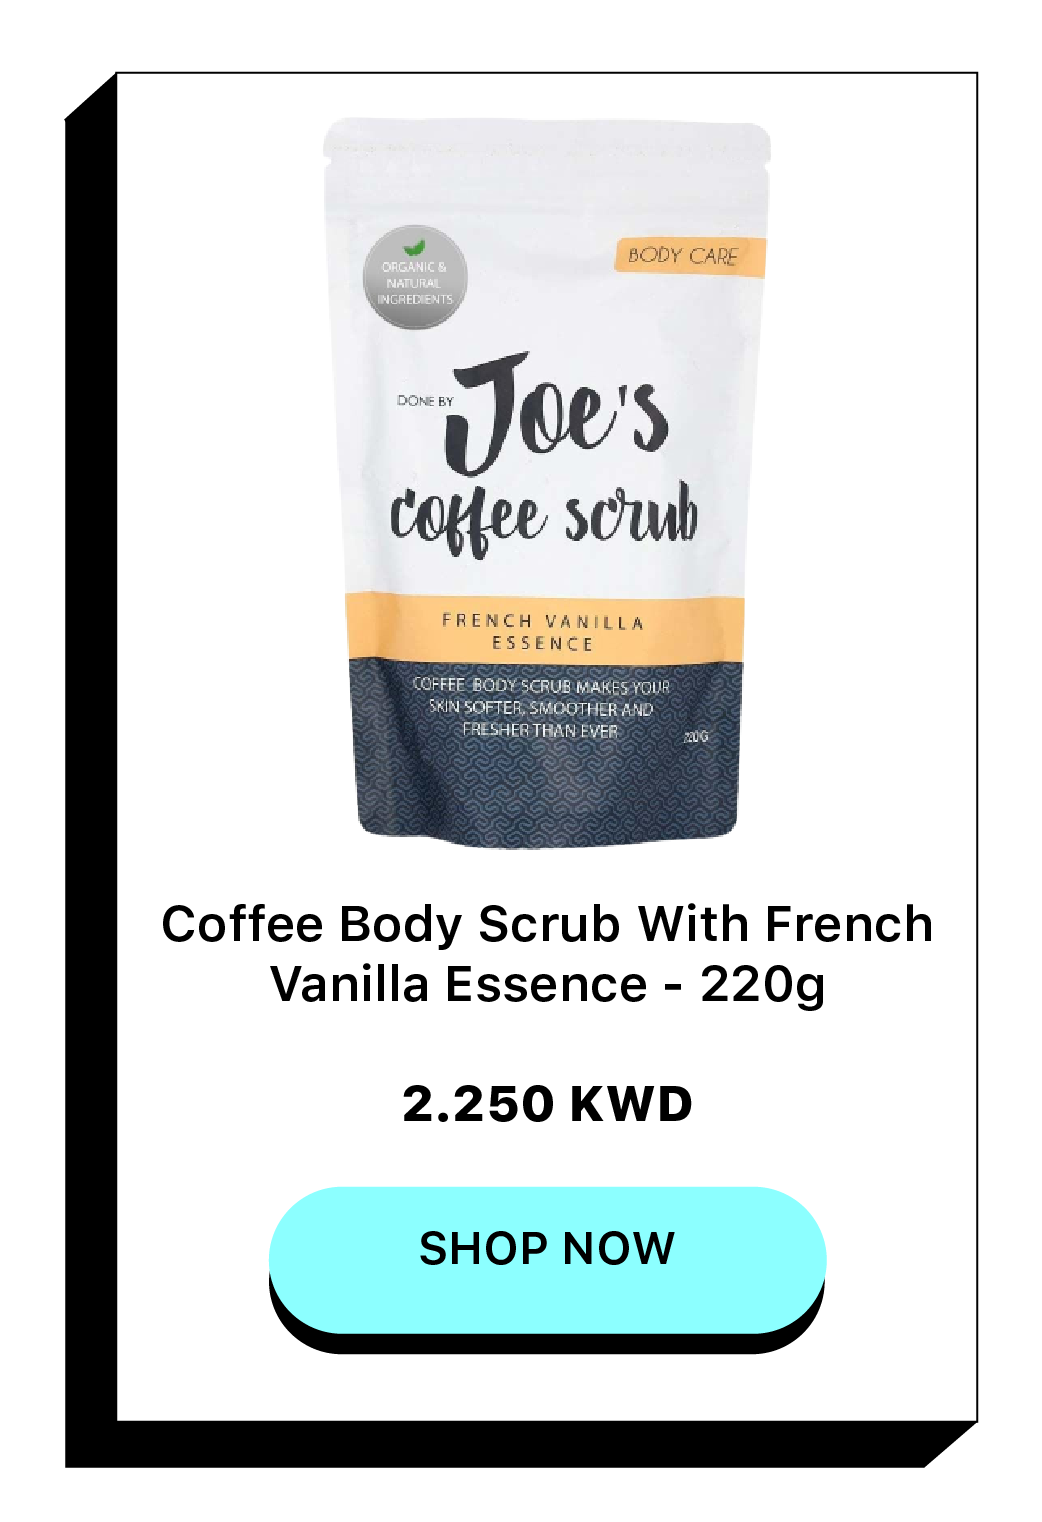 ORGANIC &
NATURAL
INGREDIENTS
BODY CARE
DONE BY
Joe's
coffee scrub
FRENCH VANILLA
ESSENCE
COFFEE BODY SCRUB MAKES YOUR
SKIN SOFTER, SMOOTHER AND
FRESHER THAN EVER
220G
Coffee Body Scrub With French
Vanilla Essence - 220g
2.250 KWD
SHOP NOW